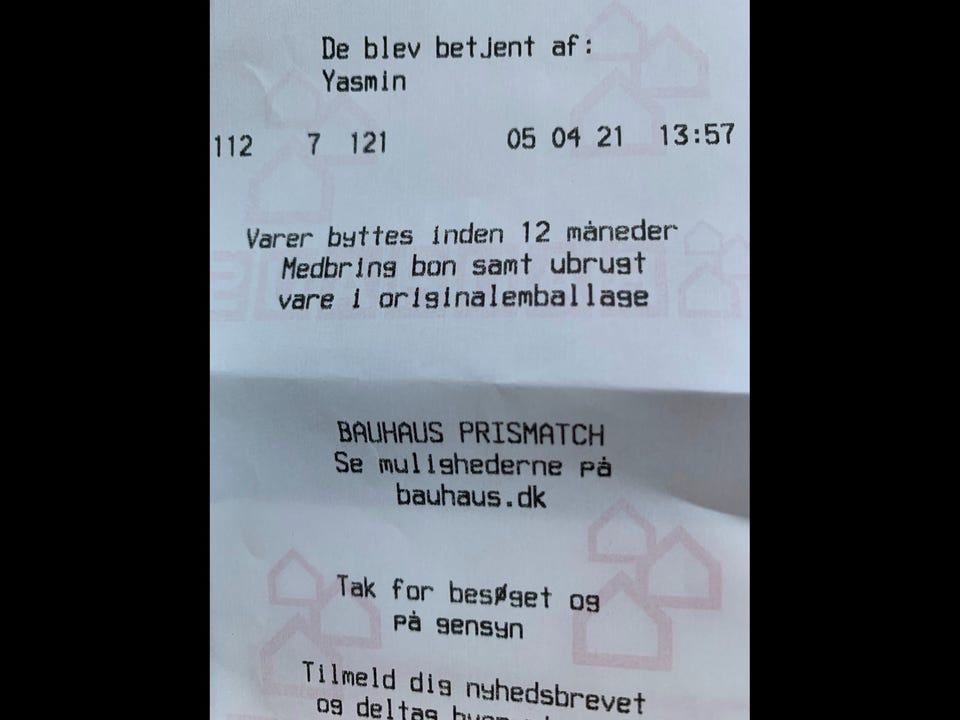 De blev betjent af:
Yasmin
112 7 121 05 04 21 13:57
Varer byttes inden 12 måneder
Medbring bon samt ubrugt
vare i originalemballage
BAUHAUS PRISMATCH
Se mulighederne på
bauhaus.dk
Tak for besøget og
på gensyn
Tilmeld dig nyhedsbrevet
og deltag